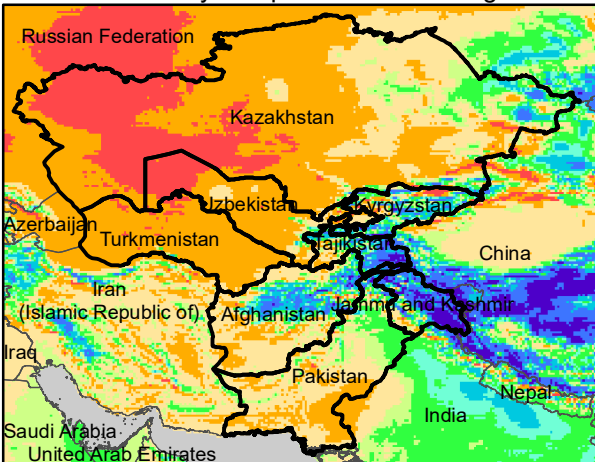 Russian Federation
Kazakhstan
Izbekistan
Kyrgyzstan
Azerbaijan
Turkmenistan
Tajikistan
China
Iran
(Islamic Republic of)
Afghanistan
Jammu and Kashmir
Iraq
Pakistan
Nepal
India
Saudi Arabia
United Arab Emirates